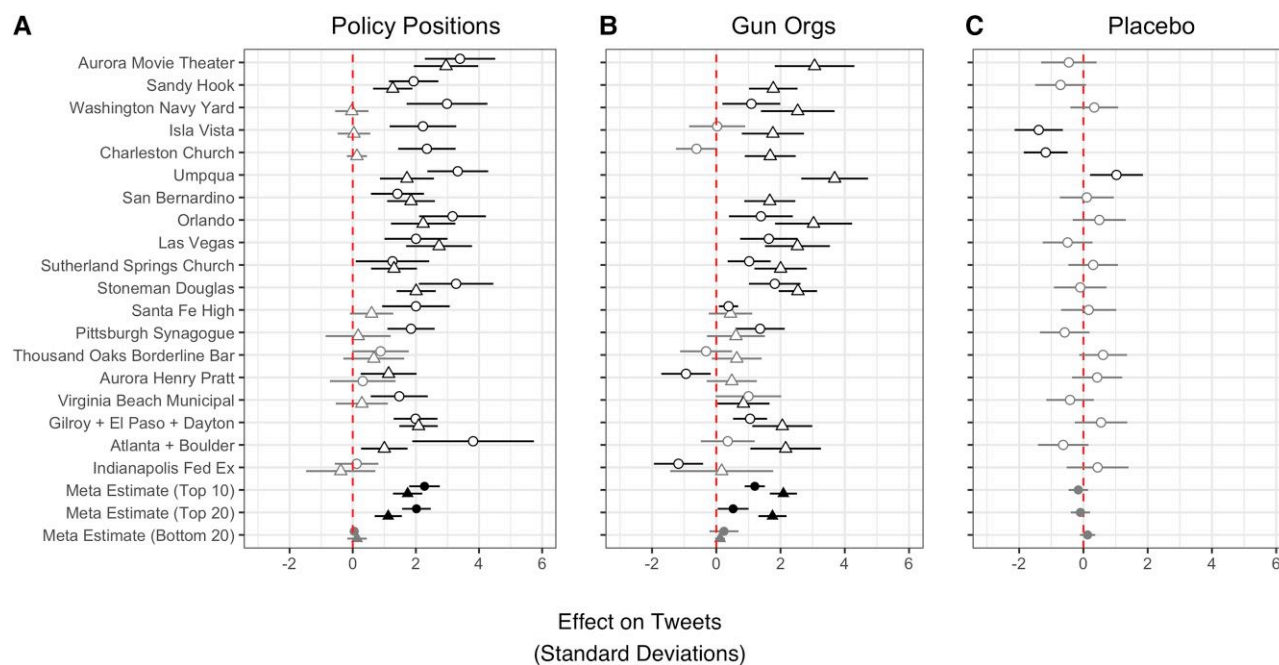 A Policy Positions B Gun Orgs C Placebo
Aurora Movie Theater
Sandy Hook
Washington Navy Yard
Isla Vista
Charleston Church
Umpqua
San Bernardino
Orlando
Las Vegas
Sutherland Springs Church
Stoneman Douglas
Santa Fe High
Pittsburgh Synagogue
Thousand Oaks Borderline Bar
Aurora Henry Pratt
Virginia Beach Municipal
Gilroy + El Paso + Dayton
Atlanta + Boulder
Indianapolis Fed Ex
Meta Estimate (Top 10)
Meta Estimate (Top 20)
Meta Estimate (Bottom 20)
-2 0 2 4 6 -2 0 2 4 6 -2 0 2 4 6
Effect on Tweets
(Standard Deviations)